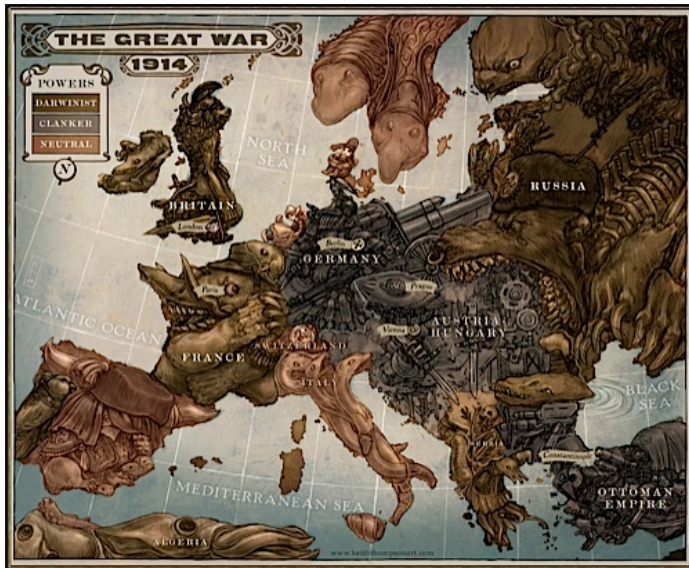 THE GREAT WAR
1914
POWERS
DARWINIST
CLANKER
NEUTRAL
N
NORTH
SEA
BRITAIN
London
RUSSIA
Berlin
GERMANY
Paris
Prague
ATLANTIC OCEAN
Vienna
AUSTRIA
HUNGARY
SWITZERLAND
FRANCE
ITALY
BLACK
SEA
SERBIA
Constantinople
MEDITERRANEAN SEA
OTTOMAN
EMPIRE
ALGERIA
www.keiththompsonart.com